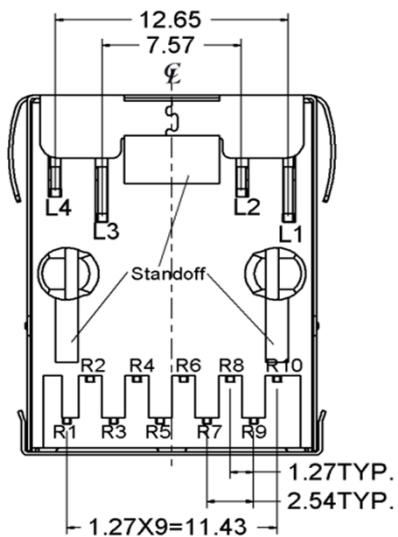 12.65
7.57
℄
L4 L3 L2 L1
Standoff
R2 R4 R6 R8 R10
R1 R3 R5 R7 R9
1.27TYP.
2.54TYP.
1.27X9=11.43